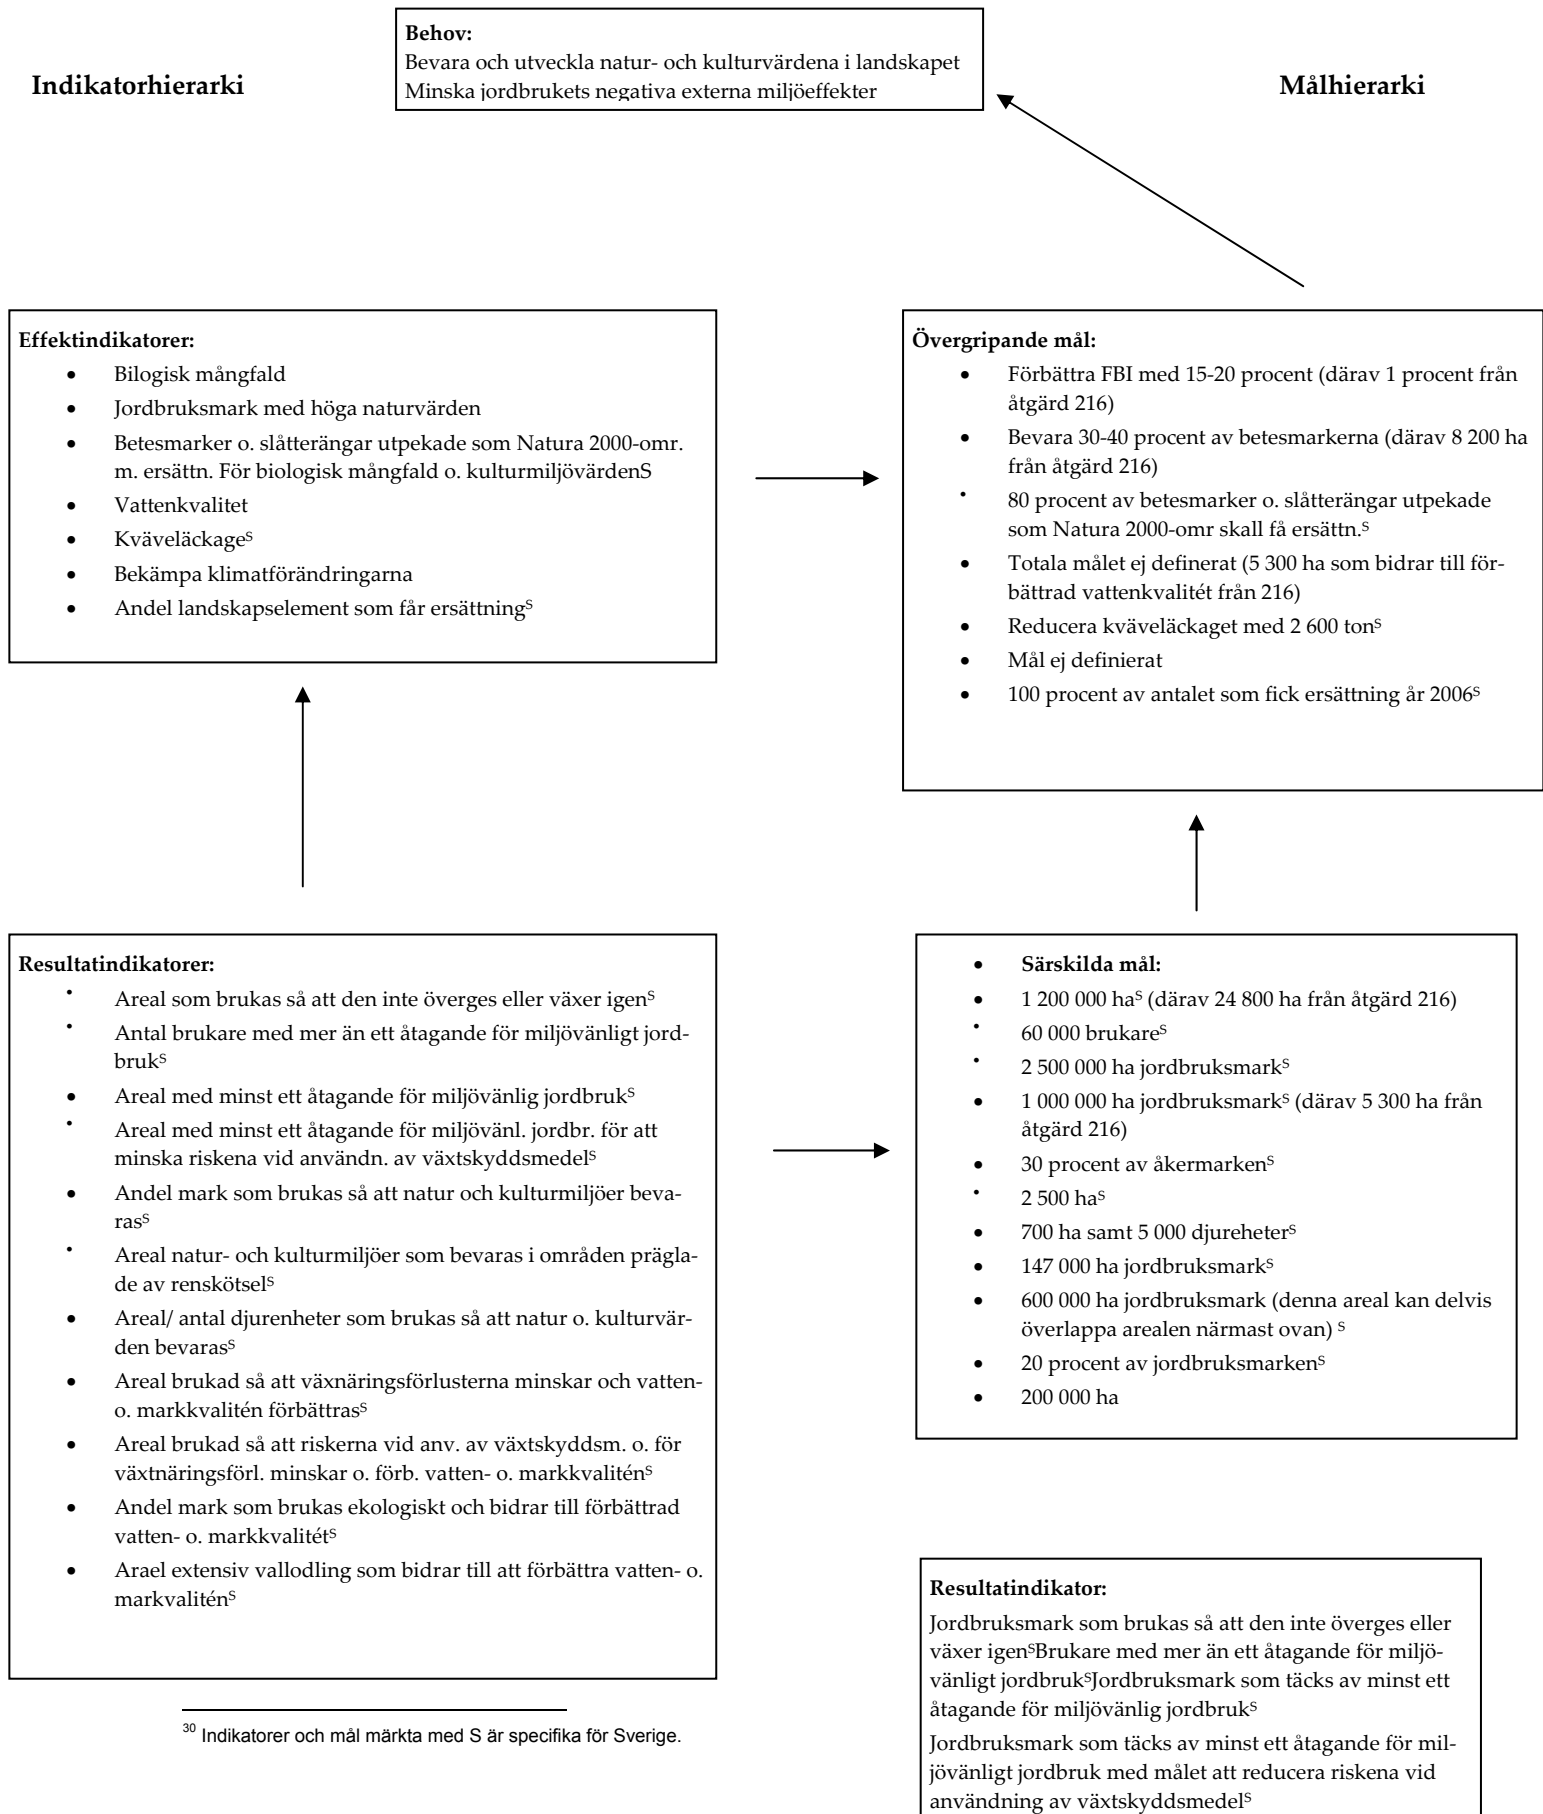 Behov:
Bevara och utveckla natur- och kulturvärdena i landskapet
Minska jordbrukets negativa externa miljöeffekter
Indikatorhierarki
Målhierarki
Effektindikatorer:
• Bilogisk mångfald
• Jordbruksmark med höga naturvärden
• Betesmarker o. slåtterängar utpekade som Natura 2000-omr.
m. ersättn. För biologisk mångfald o. kulturmiljövärdenS
• Vattenkvalitet
• Kväveläckageˢ
• Bekämpa klimatförändringarna
• Andel landskapselement som får ersättningˢ
Övergripande mål:
• Förbättra FBI med 15-20 procent (därav 1 procent från
åtgärd 216)
• Bevara 30-40 procent av betesmarkerna (därav 8 200 ha
från åtgärd 216)
• 80 procent av betesmarker o. slåtterängar utpekade
som Natura 2000-omr skall få ersättn.ˢ
• Totala målet ej definerat (5 300 ha som bidrar till för-
bättrad vattenkvalitét från 216)
• Reducera kväveläckaget med 2 600 tonˢ
• Mål ej definierat
• 100 procent av antalet som fick ersättning år 2006ˢ
Resultatindikatorer:
• Areal som brukas så att den inte överges eller växer igenˢ
• Antal brukare med mer än ett åtagande för miljövänligt jord-
brukˢ
• Areal med minst ett åtagande för miljövänlig jordbrukˢ
• Areal med minst ett åtagande för miljövänl. jordbr. för att
minska riskena vid användn. av växtskyddsmedelˢ
• Andel mark som brukas så att natur och kulturmiljöer beva-
rasˢ
• Areal natur- och kulturmiljöer som bevaras i områden prägla-
de av renskötselˢ
• Areal/ antal djurenheter som brukas så att natur o. kulturvär-
den bevarasˢ
• Areal brukad så att växnäringsförlusterna minskar och vatten-
o. markkvalitén förbättrasˢ
• Areal brukad så att riskerna vid anv. av växtskyddsm. o. för
växtnäringsförl. minskar o. förb. vatten- o. markkvaliténˢ
• Andel mark som brukas ekologiskt och bidrar till förbättrad
vatten- o. markkvalitétˢ
• Arael extensiv vallodling som bidrar till att förbättra vatten- o.
markvaliténˢ
• Särskilda mål:
• 1 200 000 haˢ (därav 24 800 ha från åtgärd 216)
• 60 000 brukareˢ
• 2 500 000 ha jordbruksmarkˢ
• 1 000 000 ha jordbruksmarkˢ (därav 5 300 ha från
åtgärd 216)
• 30 procent av åkermarkenˢ
• 2 500 haˢ
• 700 ha samt 5 000 djureheterˢ
• 147 000 ha jordbruksmarkˢ
• 600 000 ha jordbruksmark (denna areal kan delvis
överlappa arealen närmast ovan) ˢ
• 20 procent av jordbruksmarkenˢ
• 200 000 ha
Resultatindikator:
Jordbruksmark som brukas så att den inte överges eller
växer igenˢBrukare med mer än ett åtagande för miljö-
vänligt jordbrukˢJordbruksmark som täcks av minst ett
åtagande för miljövänlig jordbrukˢ
Jordbruksmark som täcks av minst ett åtagande för mil-
jövänligt jordbruk med målet att reducera riskena vid
användning av växtskyddsmedelˢ
³⁰ Indikatorer och mål märkta med S är specifika för Sverige.